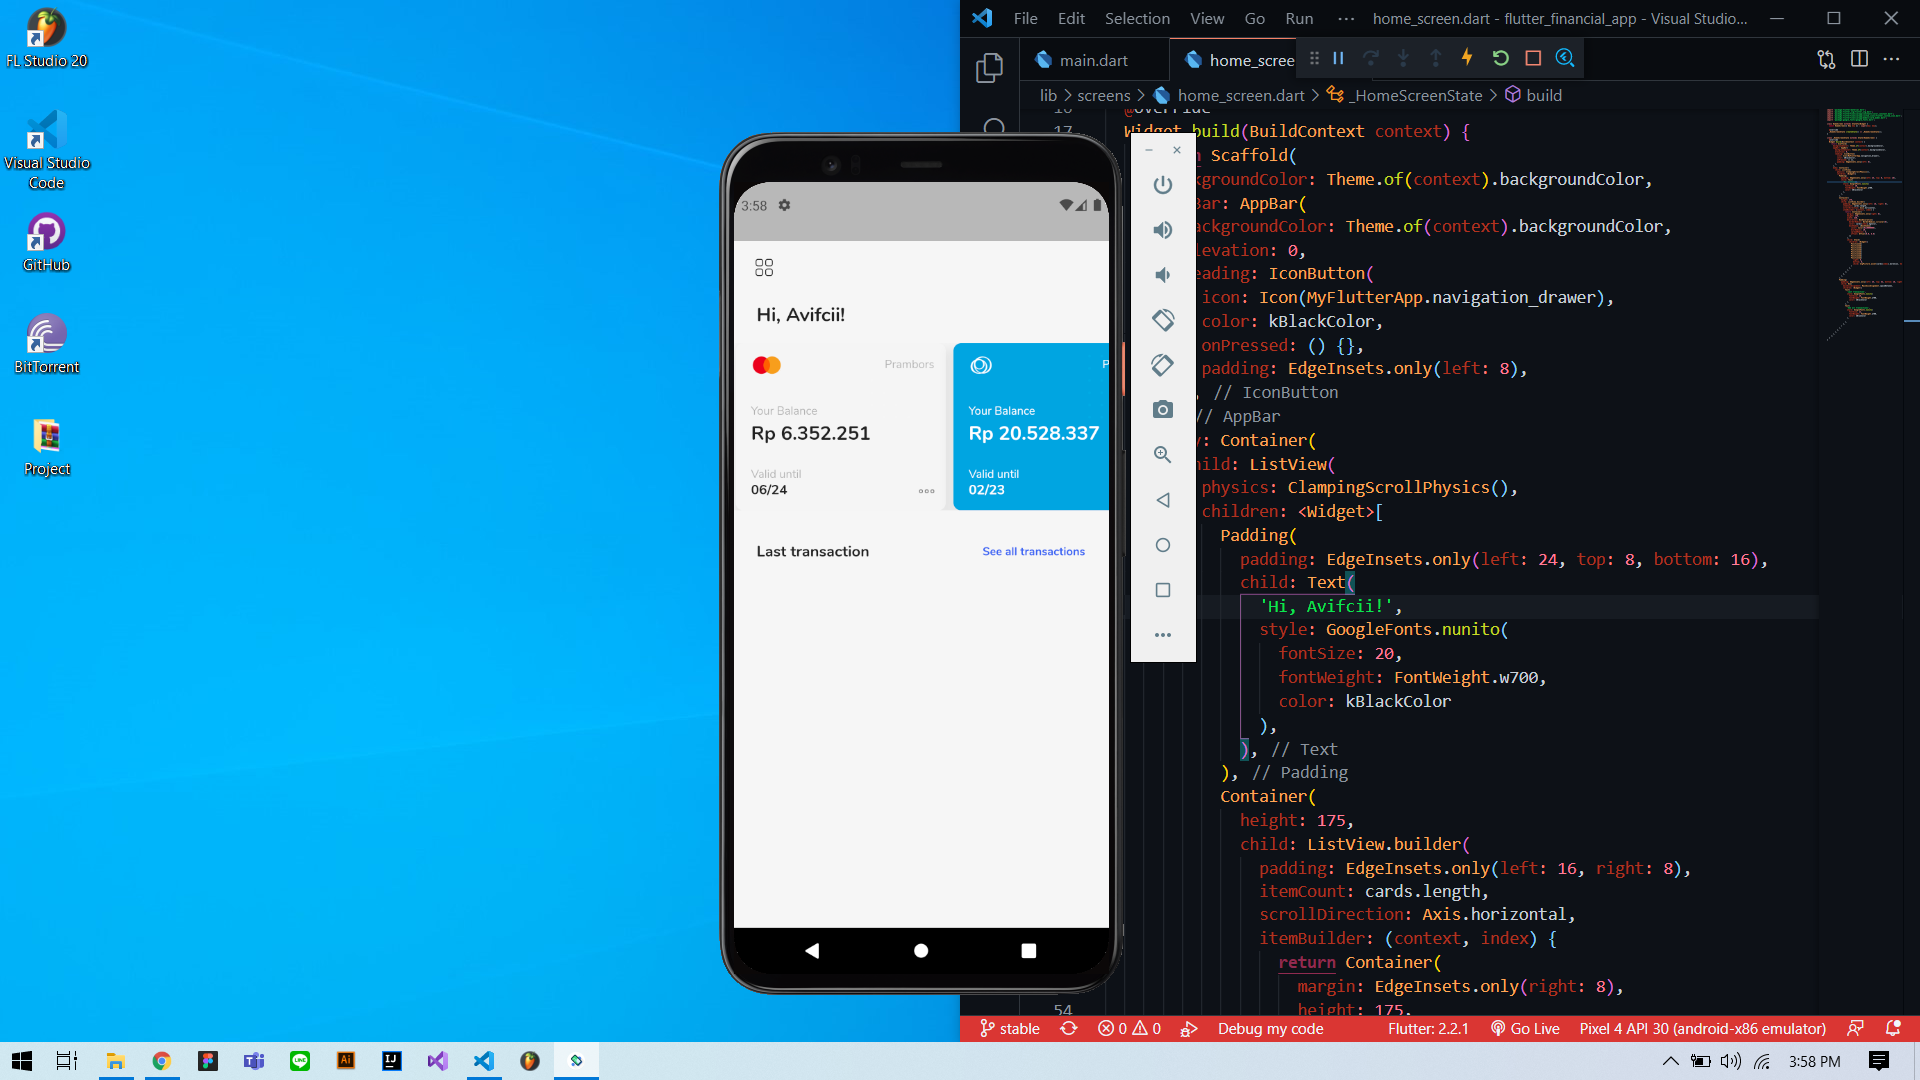 FL Studio 20
Visual Studio
Code
GitHub
BitTorrent
Project
3:58
Hi, Avifcii!
Prambors
Your Balance
Rp 6.352.251
Valid until
06/24
P
Your Balance
Rp 20.528.337
Valid until
02/23
Last transaction
See all transactions
File Edit Selection View Go Run ··· home_screen.dart - flutter_financial_app - Visual Studio...
main.dart
home_scree
lib > screens > home_screen.dart > _HomeScreenState > build
16 @override
17 Widget build(BuildContext context) {
Scaffold(
kgroundColor: Theme.of(context).backgroundColor,
Bar: AppBar(
ackgroundColor: Theme.of(context).backgroundColor,
levation: 0,
eading: IconButton(
icon: Icon(MyFlutterApp.navigation_drawer),
color: kBlackColor,
onPressed: () {},
padding: EdgeInsets.only(left: 8),
, // IconButton
// AppBar
: Container(
hild: ListView(
physics: ClampingScrollPhysics(),
children: <Widget>[
Padding(
padding: EdgeInsets.only(left: 24, top: 8, bottom: 16),
child: Text(
'Hi, Avifcii!',
style: GoogleFonts.nunito(
fontSize: 20,
fontWeight: FontWeight.w700,
color: kBlackColor
),
), // Text
), // Padding
Container(
height: 175,
child: ListView.builder(
padding: EdgeInsets.only(left: 16, right: 8),
itemCount: cards.length,
scrollDirection: Axis.horizontal,
itemBuilder: (context, index) {
return Container(
margin: EdgeInsets.only(right: 8),
54 height: 175,
stable 0 0 Debug my code Flutter: 2.2.1 Go Live Pixel 4 API 30 (android-x86 emulator)
Ai
IJ
LINE
3:58 PM